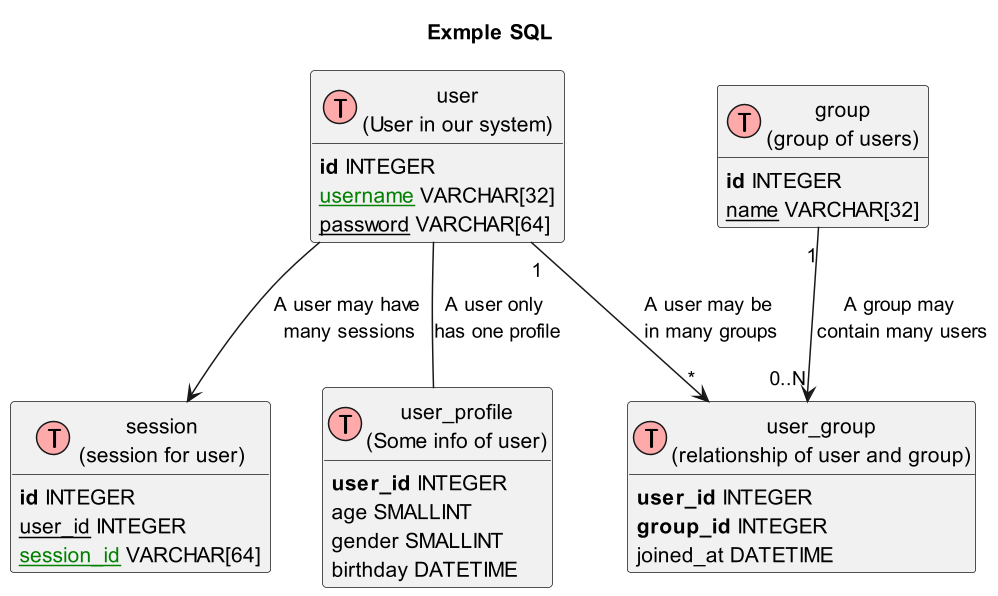 Exmple SQL
T
user
(User in our system)
id INTEGER
username VARCHAR[32]
password VARCHAR[64]
T
group
(group of users)
id INTEGER
name VARCHAR[32]
1
1
A user may have
many sessions
A user only
has one profile
A user may be
in many groups
A group may
contain many users
*
0..N
T
session
(session for user)
id INTEGER
user_id INTEGER
session_id VARCHAR[64]
T
user_profile
(Some info of user)
user_id INTEGER
age SMALLINT
gender SMALLINT
birthday DATETIME
T
user_group
(relationship of user and group)
user_id INTEGER
group_id INTEGER
joined_at DATETIME